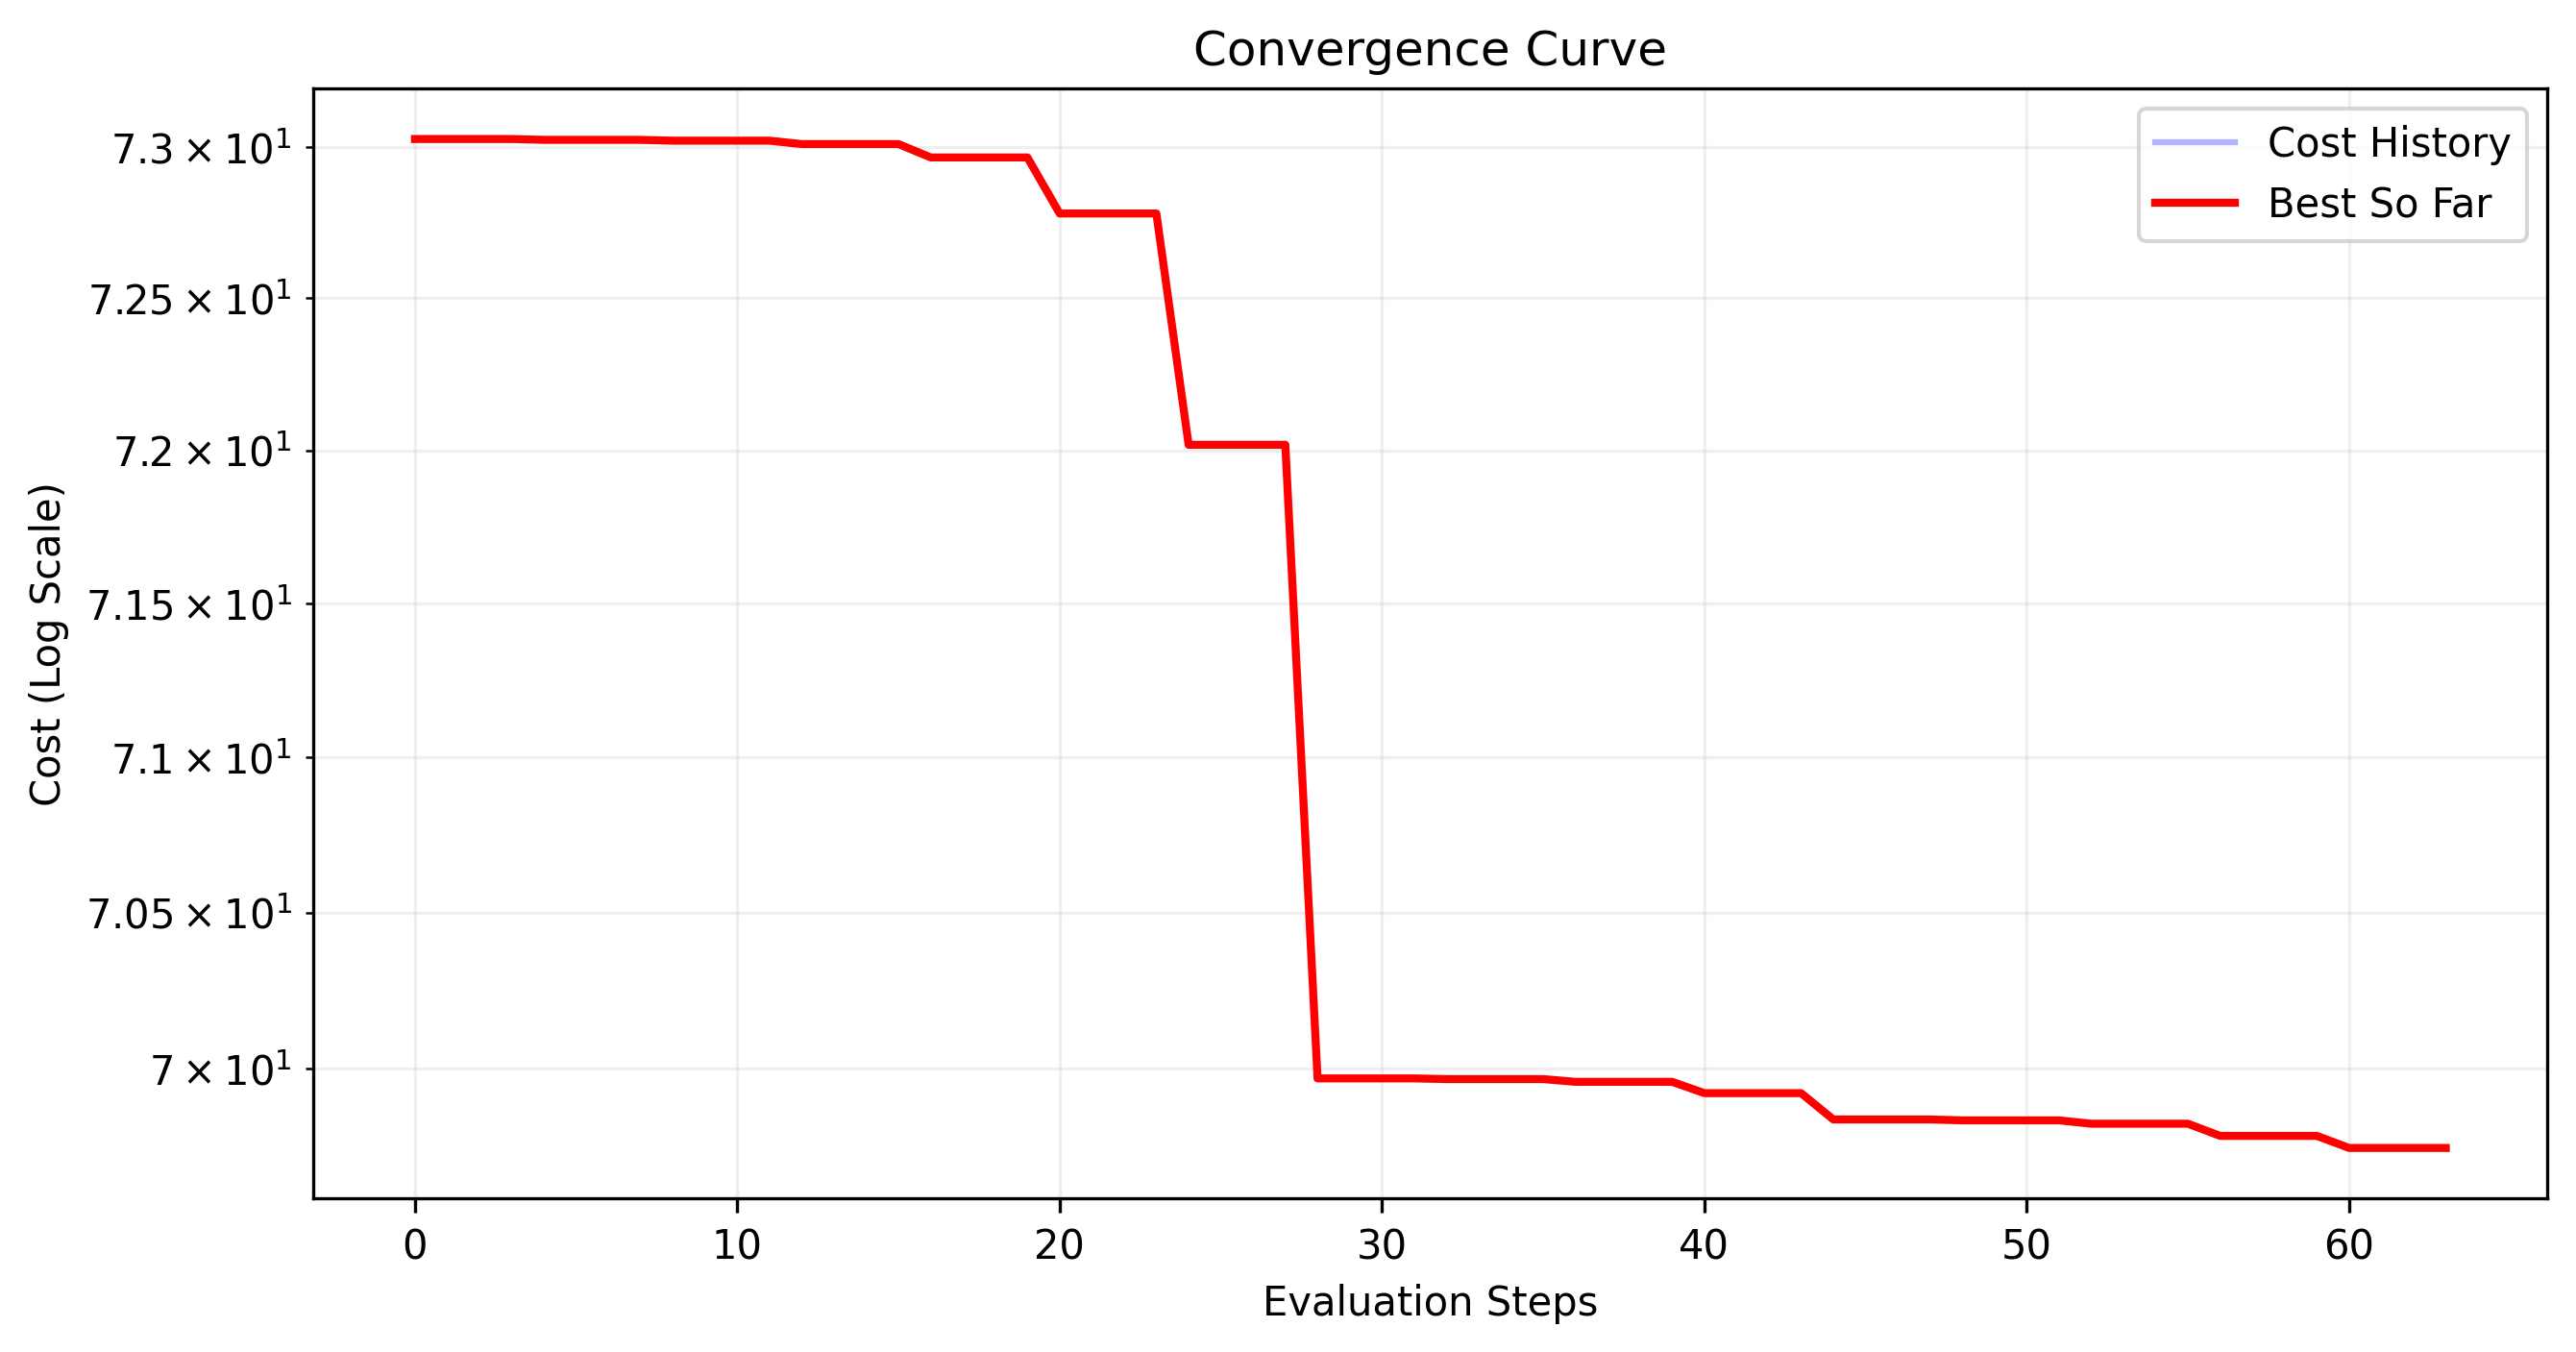 Convergence Curve
Cost History
Best So Far
7.3 × 10¹
7.25 × 10¹
7.2 × 10¹
7.15 × 10¹
7.1 × 10¹
7.05 × 10¹
7 × 10¹
Cost (Log Scale)
0 10 20 30 40 50 60
Evaluation Steps